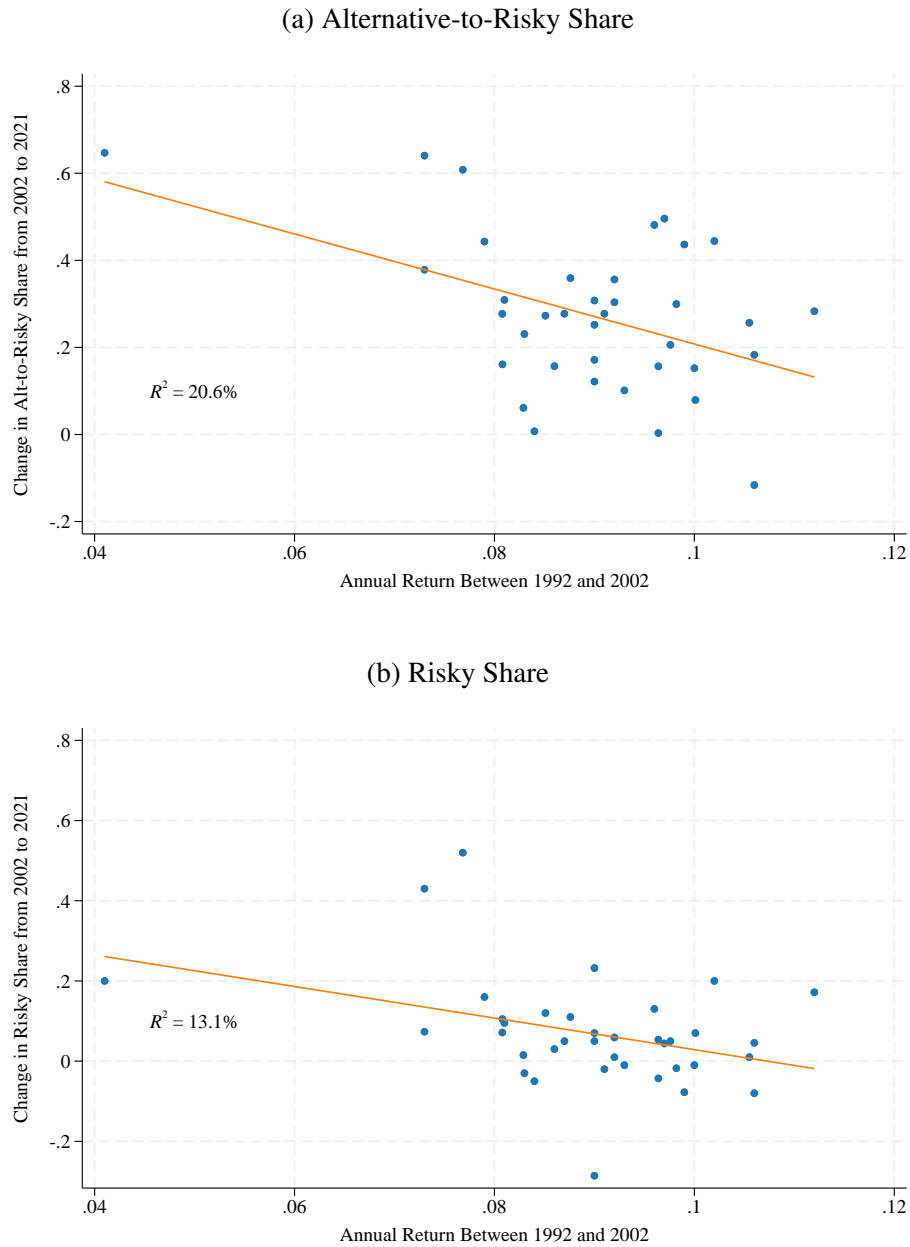 (a) Alternative-to-Risky Share
.8
.6
.4
.2
0
-.2
Change in Alt-to-Risky Share from 2002 to 2021
R² = 20.6%
.04 .06 .08 .1 .12
Annual Return Between 1992 and 2002
(b) Risky Share
.8
.6
.4
.2
0
-.2
Change in Risky Share from 2002 to 2021
R² = 13.1%
.04 .06 .08 .1 .12
Annual Return Between 1992 and 2002